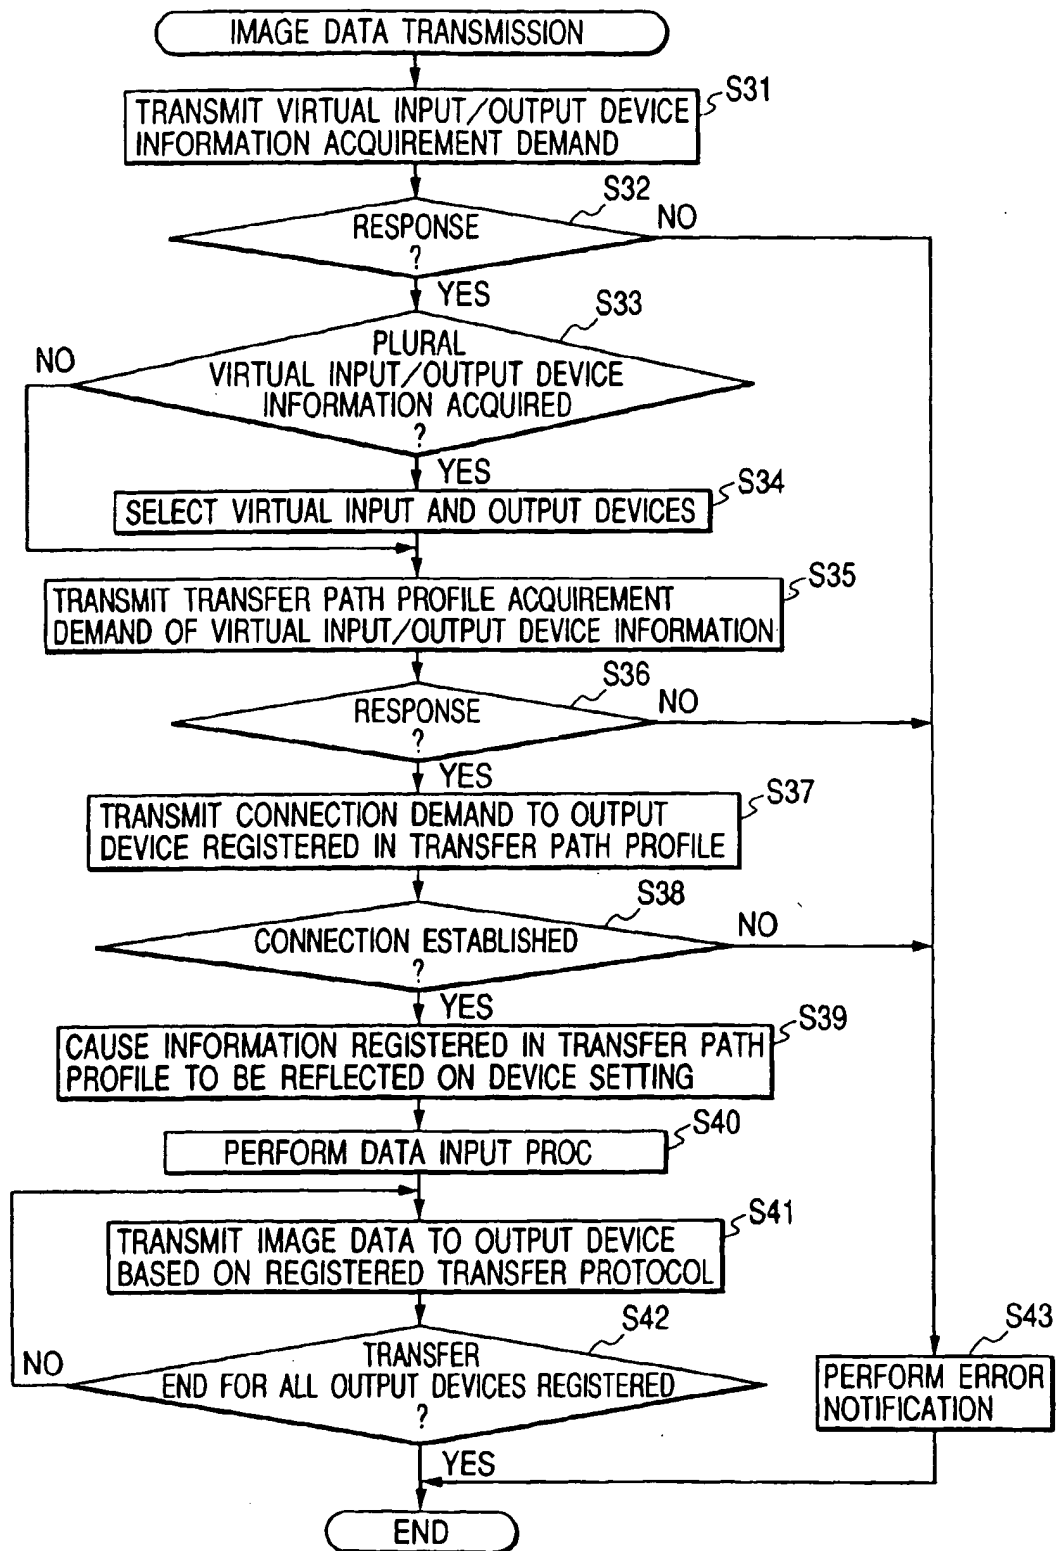 IMAGE DATA TRANSMISSION
S31
TRANSMIT VIRTUAL INPUT/OUTPUT DEVICE
INFORMATION ACQUIREMENT DEMAND
S32
RESPONSE
?
NO
YES
S33
PLURAL
VIRTUAL INPUT/OUTPUT DEVICE
INFORMATION ACQUIRED
?
NO
YES
S34
SELECT VIRTUAL INPUT AND OUTPUT DEVICES
S35
TRANSMIT TRANSFER PATH PROFILE ACQUIREMENT
DEMAND OF VIRTUAL INPUT/OUTPUT DEVICE INFORMATION
S36
RESPONSE
?
NO
YES
S37
TRANSMIT CONNECTION DEMAND TO OUTPUT
DEVICE REGISTERED IN TRANSFER PATH PROFILE
S38
CONNECTION ESTABLISHED
?
NO
YES
S39
CAUSE INFORMATION REGISTERED IN TRANSFER PATH
PROFILE TO BE REFLECTED ON DEVICE SETTING
S40
PERFORM DATA INPUT PROC
S41
TRANSMIT IMAGE DATA TO OUTPUT DEVICE
BASED ON REGISTERED TRANSFER PROTOCOL
S42
TRANSFER
END FOR ALL OUTPUT DEVICES REGISTERED
?
NO
YES
S43
PERFORM ERROR
NOTIFICATION
END